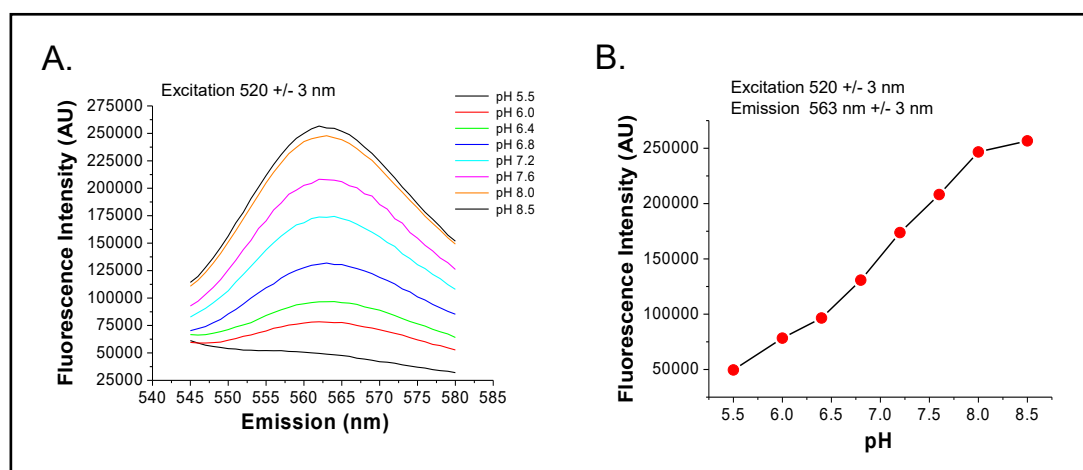 A.
Excitation 520 +/- 3 nm
Fluorescence Intensity (AU)
275000
250000
225000
200000
175000
150000
125000
100000
75000
50000
25000
540 545 550 555 560 565 570 575 580 585
Emission (nm)
pH 5.5
pH 6.0
pH 6.4
pH 6.8
pH 7.2
pH 7.6
pH 8.0
pH 8.5
B.
Excitation 520 +/- 3 nm
Emission 563 nm +/- 3 nm
Fluorescence Intensity (AU)
250000
200000
150000
100000
50000
5.5 6.0 6.5 7.0 7.5 8.0 8.5
pH